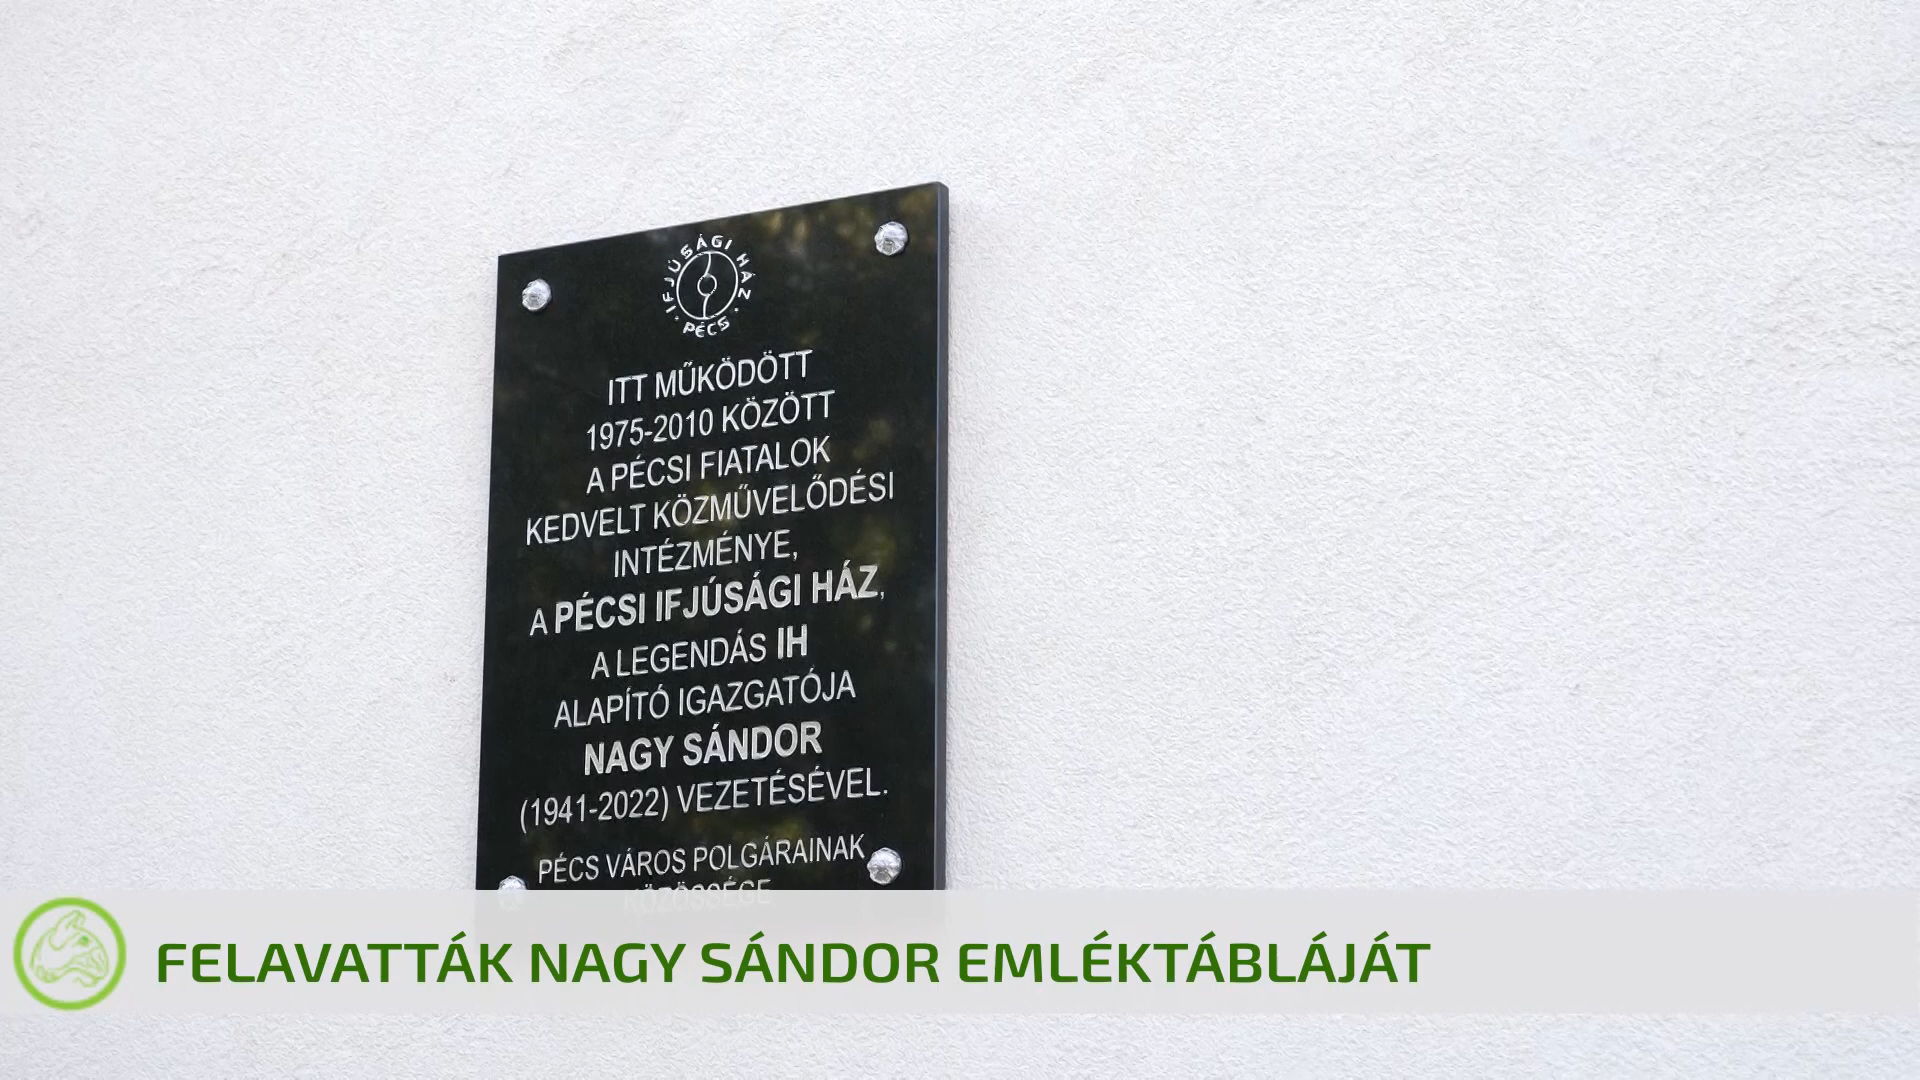 IFJÚSÁGI HÁZ
· PÉCS ·
ITT MŰKÖDÖTT
1975-2010 KÖZÖTT
A PÉCSI FIATALOK
KEDVELT KÖZMŰVELŐDÉSI
INTÉZMÉNYE,
A PÉCSI IFJÚSÁGI HÁZ,
A LEGENDÁS IH
ALAPÍTÓ IGAZGATÓJA
NAGY SÁNDOR
(1941-2022) VEZETÉSÉVEL.
PÉCS VÁROS POLGÁRAINAK
KÖZÖSSÉGE
FELAVATTÁK NAGY SÁNDOR EMLÉKTÁBLÁJÁT